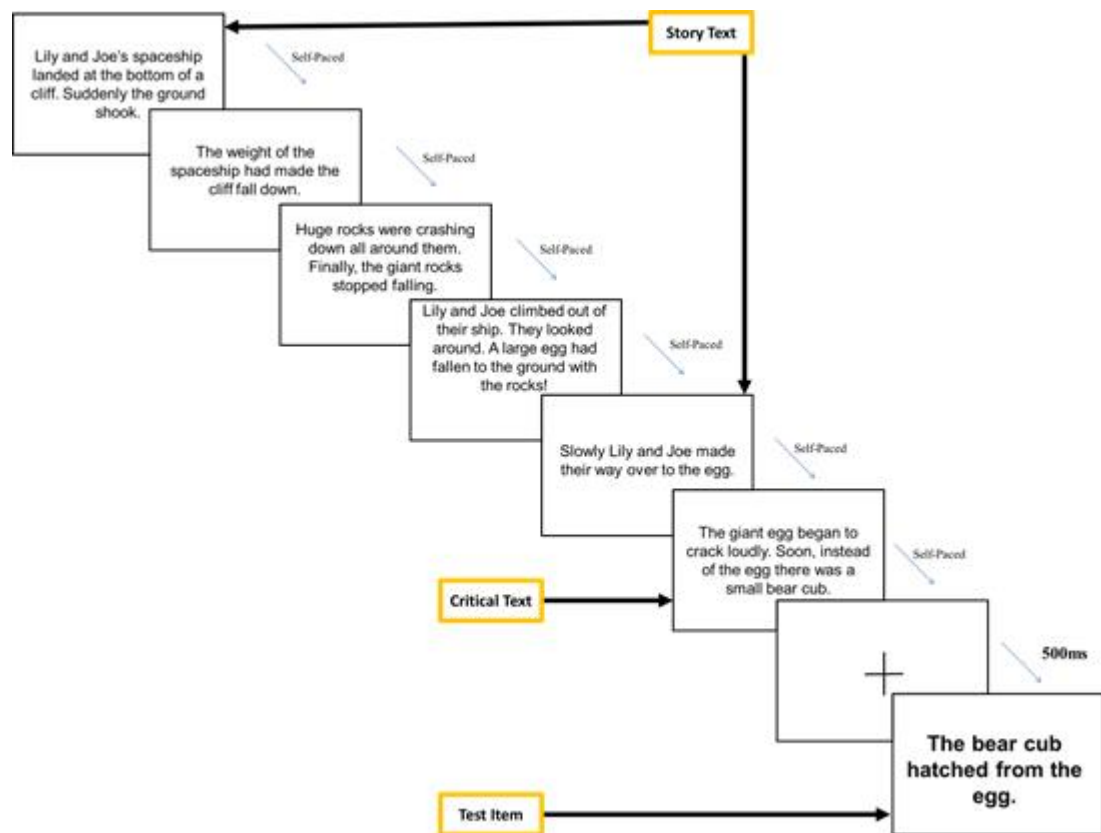 Story Text
Lily and Joe's spaceship
landed at the bottom of a
cliff. Suddenly the ground
shook.
Self-Paced
The weight of the
spaceship had made the
cliff fall down.
Self-Paced
Huge rocks were crashing
down all around them.
Finally, the giant rocks
stopped falling.
Self-Paced
Lily and Joe climbed out of
their ship. They looked
around. A large egg had
fallen to the ground with
the rocks!
Self-Paced
Slowly Lily and Joe made
their way over to the egg.
Self-Paced
Critical Text
The giant egg began to
crack loudly. Soon, instead
of the egg there was a
small bear cub.
Self-Paced
500ms
Test Item
The bear cub
hatched from the
egg.